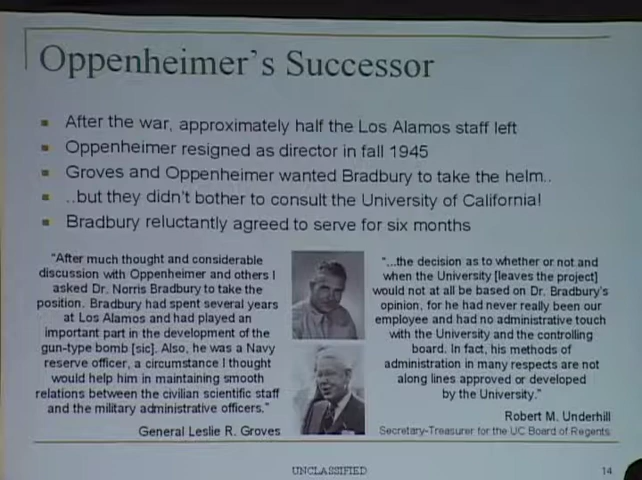 Oppenheimer's Successor
After the war, approximately half the Los Alamos staff left
Oppenheimer resigned as director in fall 1945
Groves and Oppenheimer wanted Bradbury to take the helm..
..but they didn't bother to consult the University of California!
Bradbury reluctantly agreed to serve for six months
"After much thought and considerable
discussion with Oppenheimer and others I
asked Dr. Norris Bradbury to take the
position. Bradbury had spent several years
at Los Alamos and had played an
important part in the development of the
gun-type bomb [sic]. Also, he was a Navy
reserve officer, a circumstance I thought
would help him in maintaining smooth
relations between the civilian scientific staff
and the military administrative officers."
General Leslie R. Groves
"...the decision as to whether or not and
when the University [leaves the project]
would not at all be based on Dr. Bradbury's
opinion, for he had never really been our
employee and had no administrative touch
with the University and the controlling
board. In fact, his methods of
administration in many respects are not
along lines approved or developed
by the University."
Robert M. Underhill
Secretary-Treasurer for the UC Board of Regents
UNCLASSIFIED
14